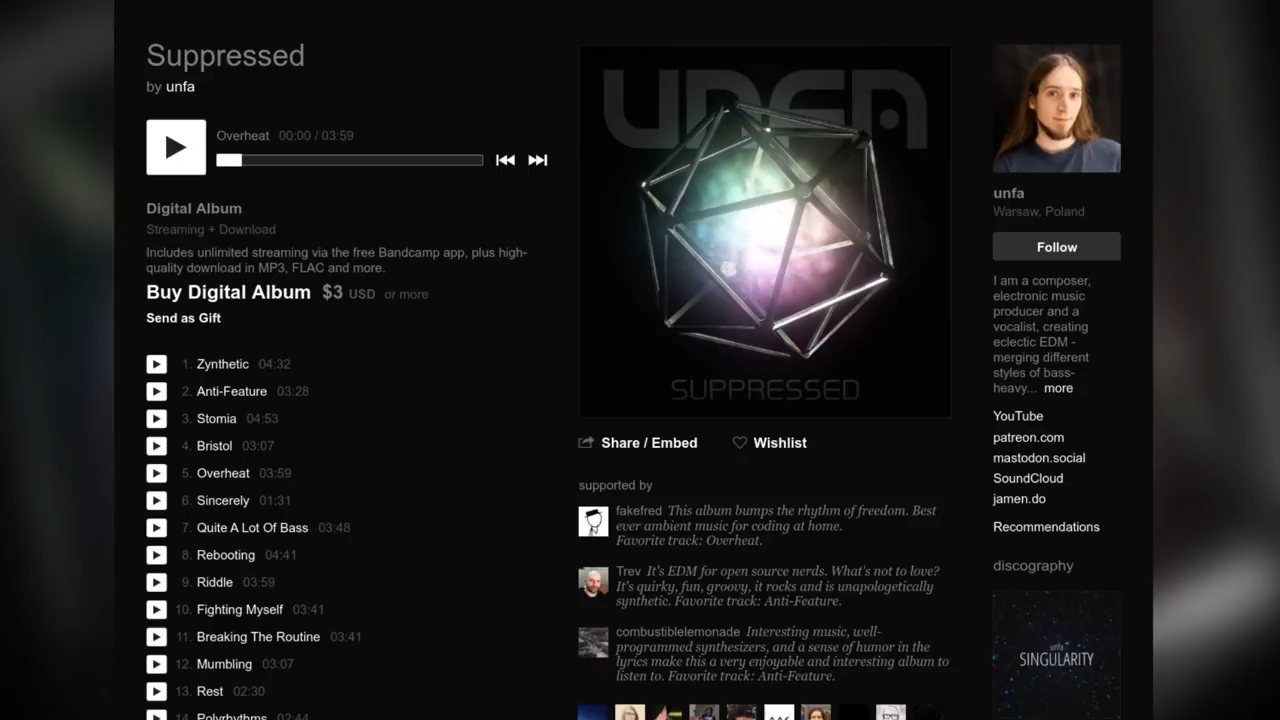 Suppressed
by unfa
Overheat 00:00 / 03:59
Digital Album
Streaming + Download
Includes unlimited streaming via the free Bandcamp app, plus high-
quality download in MP3, FLAC and more.
Buy Digital Album $3 USD or more
Send as Gift
1. Zynthetic 04:32
2. Anti-Feature 03:28
3. Stomia 04:53
4. Bristol 03:07
5. Overheat 03:59
6. Sincerely 01:31
7. Quite A Lot Of Bass 03:48
8. Rebooting 04:41
9. Riddle 03:59
10. Fighting Myself 03:41
11. Breaking The Routine 03:41
12. Mumbling 03:07
13. Rest 02:30
14. Polyrhythms 02:44
UNFA
SUPPRESSED
Share / Embed Wishlist
supported by
fakefred This album bumps the rhythm of freedom. Best
ever ambient music for coding at home.
Favorite track: Overheat.
Trev It's EDM for open source nerds. What's not to love?
It's quirky, fun, groovy, it rocks and is unapologetically
synthetic. Favorite track: Anti-Feature.
combustiblelemonade Interesting music, well-
programmed synthesizers, and a sense of humor in the
lyrics make this a very enjoyable and interesting album to
listen to. Favorite track: Anti-Feature.
unfa
Warsaw, Poland
Follow
I am a composer,
electronic music
producer and a
vocalist, creating
eclectic EDM -
merging different
styles of bass-
heavy... more
YouTube
patreon.com
mastodon.social
SoundCloud
jamen.do
Recommendations
discography
unfa
SINGULARITY